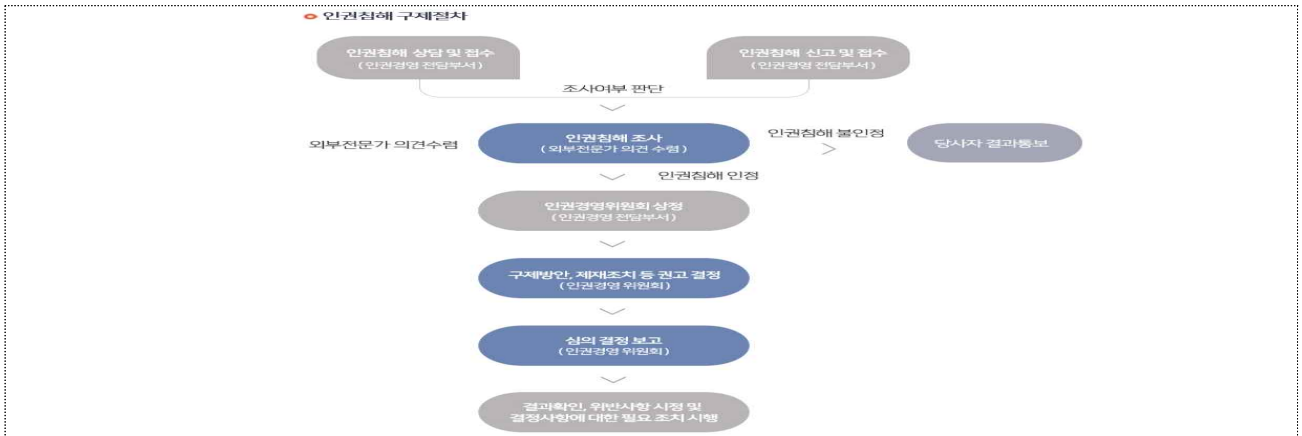 인권침해 구제절차
인권침해 상담 및 접수
(인권경영 전담부서)
인권침해 신고 및 접수
(인권경영 전담부서)
조사여부 판단
외부전문가 의견수렴
인권침해 조사
(외부전문가 의견 수렴)
인권침해 불인정
당사자 결과통보
인권침해 인정
인권경영위원회 상정
(인권경영 전담부서)
구제방안, 제재조치 등 권고 결정
(인권경영 위원회)
심의 결정 보고
(인권경영 위원회)
결과확인, 위반사항 시정 및
결정사항에 대한 필요 조치 시행